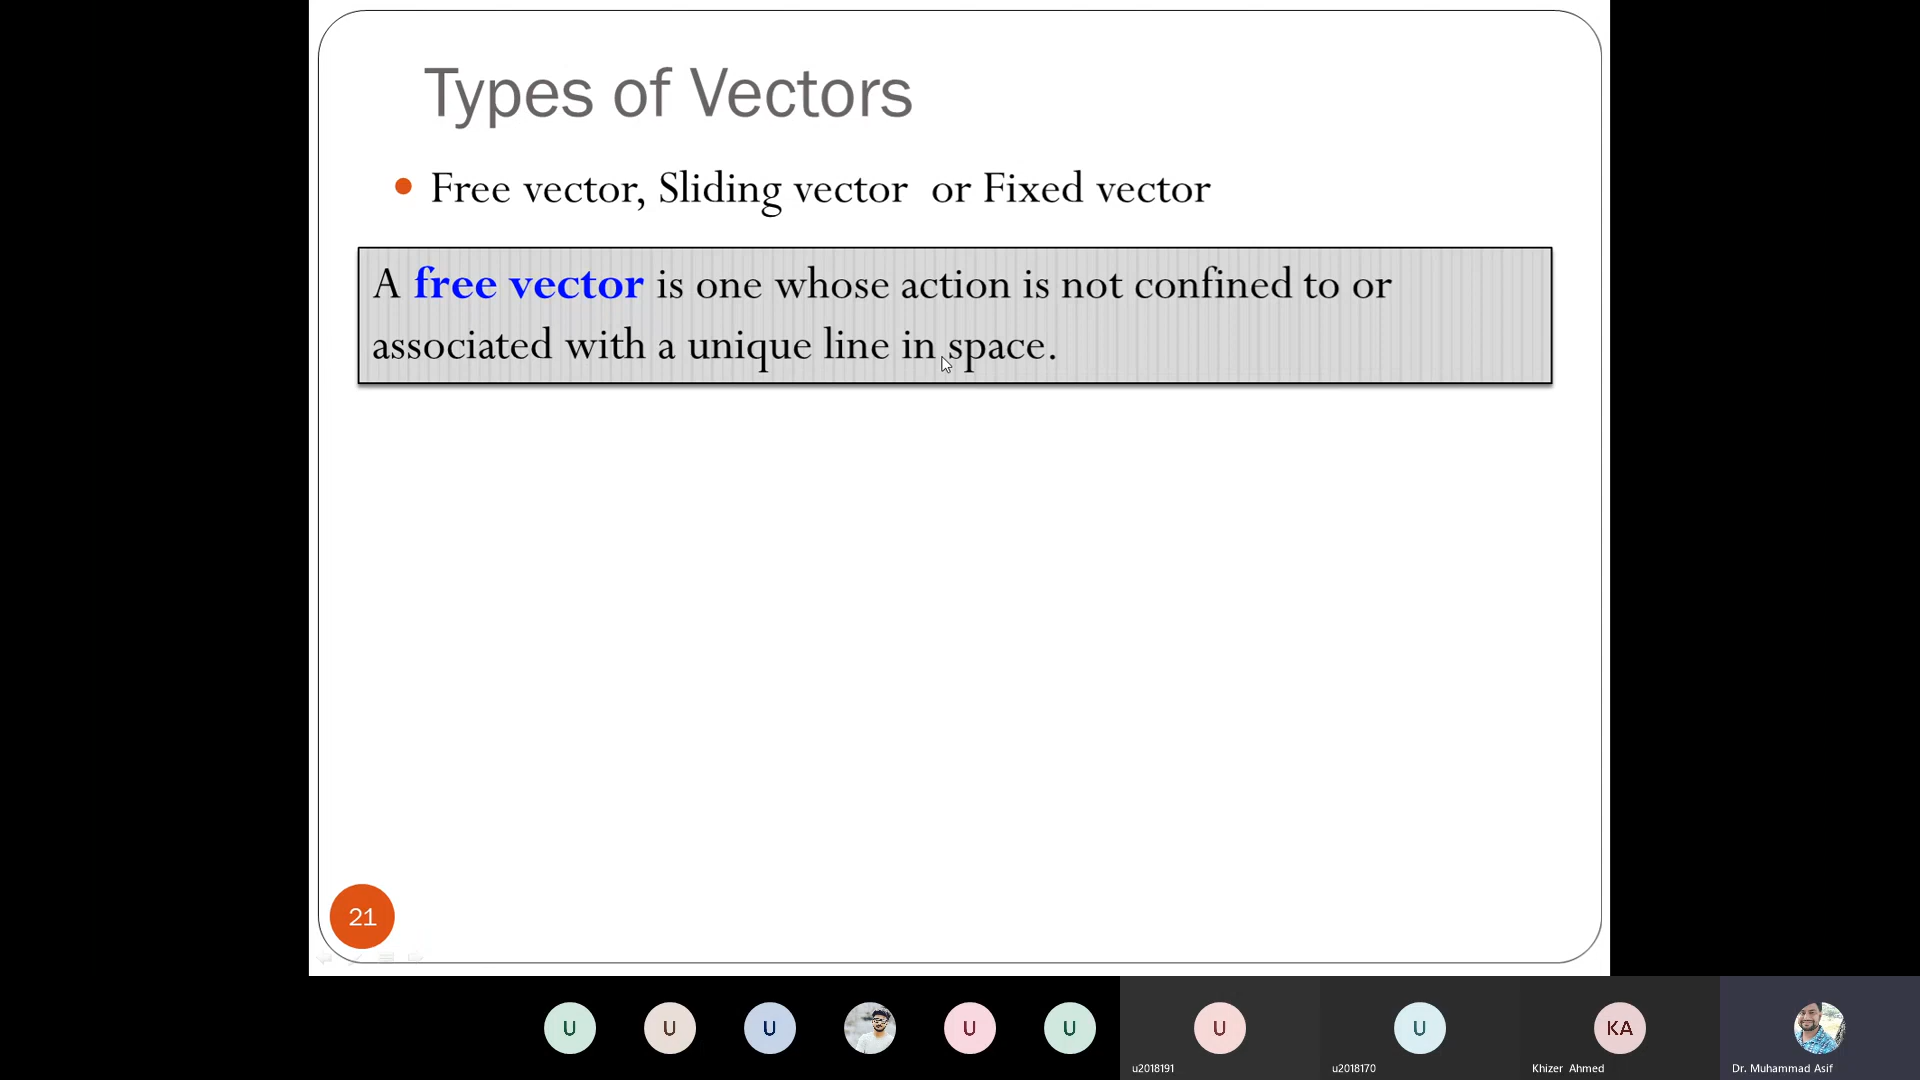 Types of Vectors
Free vector, Sliding vector or Fixed vector
A free vector is one whose action is not confined to or
associated with a unique line in space.
21
U U U U U U U KA
u2018191 u2018170 Khizer Ahmed Dr. Muhammad Asif